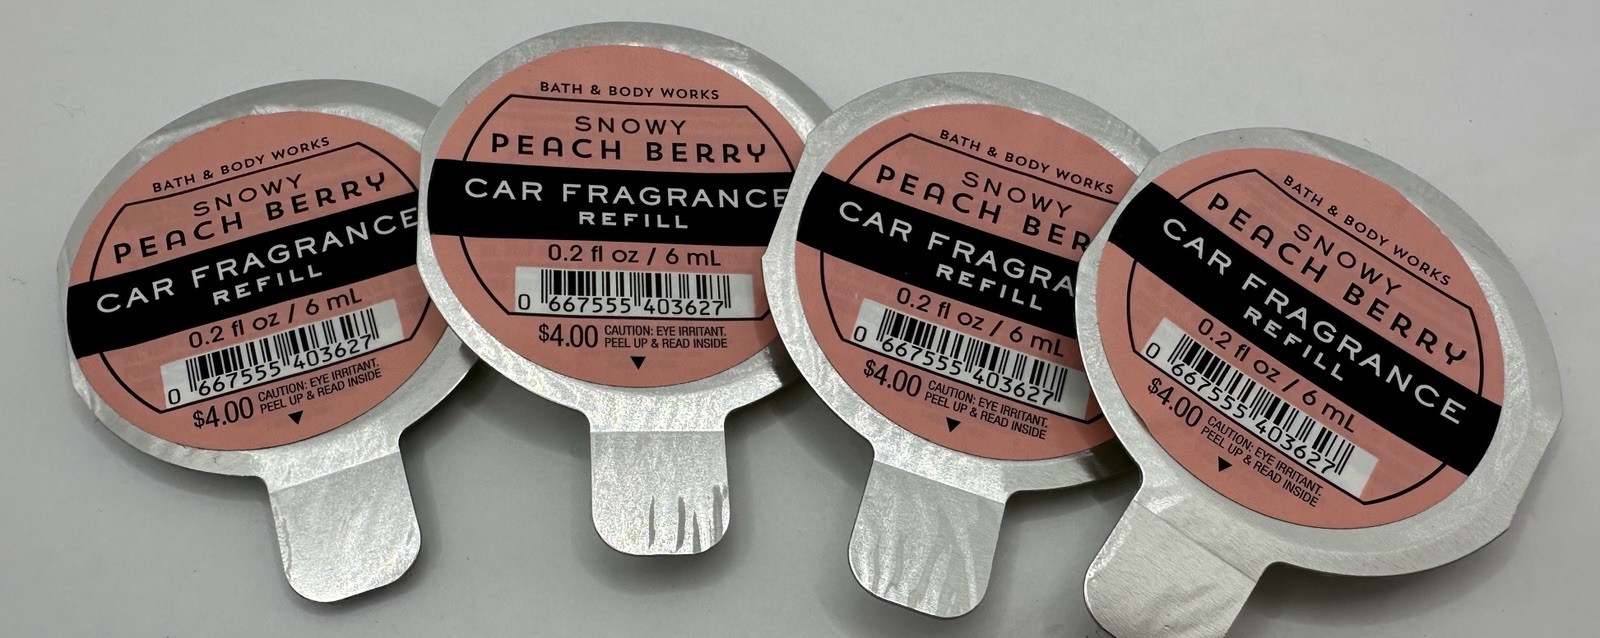 BATH & BODY WORKS
SNOWY
PEACH BERRY
CAR FRAGRANCE
REFILL
0.2 fl oz / 6 mL
0 667555 403627
$4.00 CAUTION: EYE IRRITANT.
PEEL UP & READ INSIDE
BATH & BODY WORKS
SNOWY
PEACH BERRY
CAR FRAGRANCE
REFILL
0.2 fl oz / 6 mL
0 667555 403627
$4.00 CAUTION: EYE IRRITANT.
PEEL UP & READ INSIDE
BATH & BODY WORKS
SNOWY
PEACH BER
CAR FRAGRA
REFILL
0.2 fl oz / 6 mL
0 667555 403627
$4.00 CAUTION: EYE IRRITANT.
PEEL UP & READ INSIDE
BATH & BODY WORKS
SNOWY
PEACH BERRY
CAR FRAGRANCE
REFILL
0.2 fl oz / 6 mL
0 667555 403627
$4.00 CAUTION: EYE IRRITANT.
PEEL UP & READ INSIDE